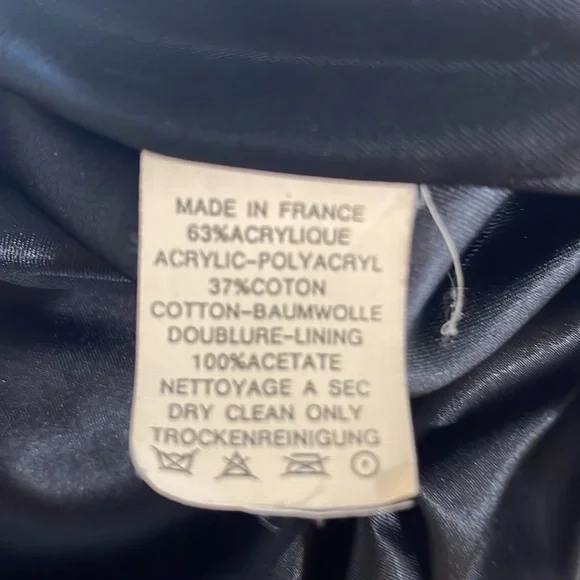 MADE IN FRANCE
63%ACRYLIQUE
ACRYLIC-POLYACRYL
37%COTON
COTTON-BAUMWOLLE
DOUBLURE-LINING
100%ACETATE
NETTOYAGE A SEC
DRY CLEAN ONLY
TROCKENREINIGUNG